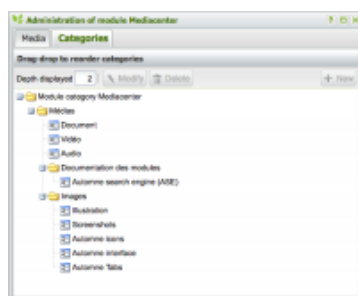 Administration of module Mediacenter
Media Categories
Drag-drop to reorder categories
Depth displayed 2 Modify Delete New
Module category Mediacenter
Médias
Document
Vidéo
Audio
Documentation des modules
Automne search engine (ASE)
Images
Illustration
Screenshots
Automne icons
Automne interface
Automne Tabs